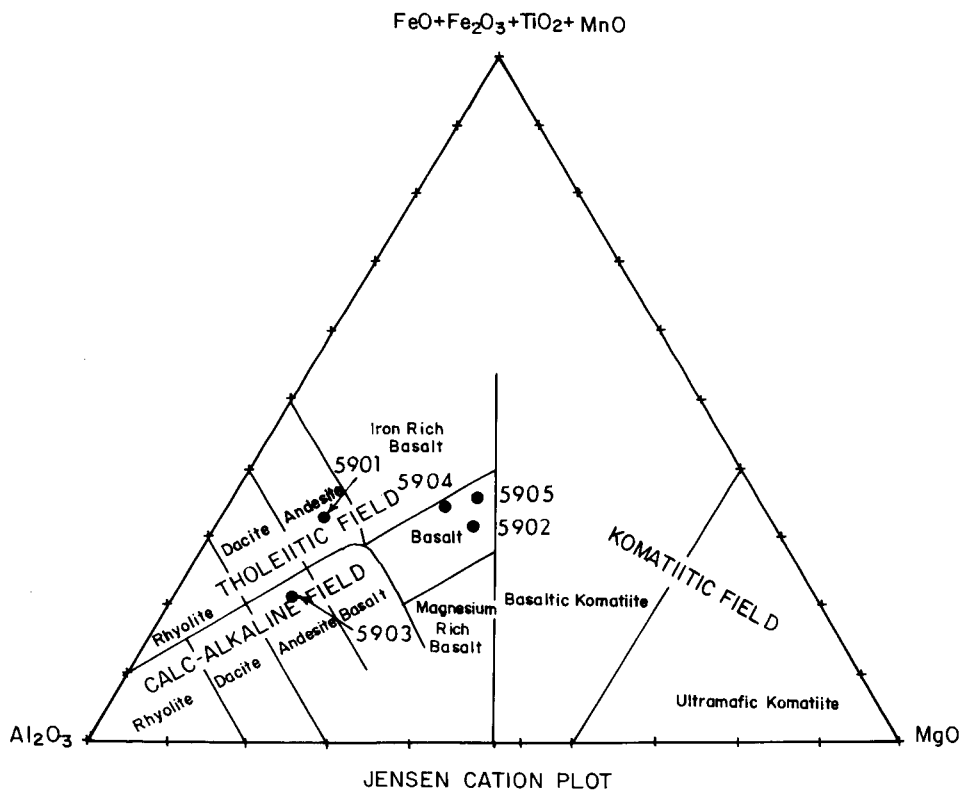 FeO+Fe₂O₃+TiO₂+MnO
Iron Rich
Basalt
5901
5904
5905
5902
Dacite
Andesite
THOLEIITIC FIELD
Basalt
KOMATIITIC FIELD
Rhyolite
CALC-ALKALINE FIELD
Rhyolite
Dacite
Andesite
Basalt
5903
Magnesium
Rich
Basalt
Basaltic Komatiite
Ultramafic Komatiite
Al₂O₃
MgO
JENSEN CATION PLOT